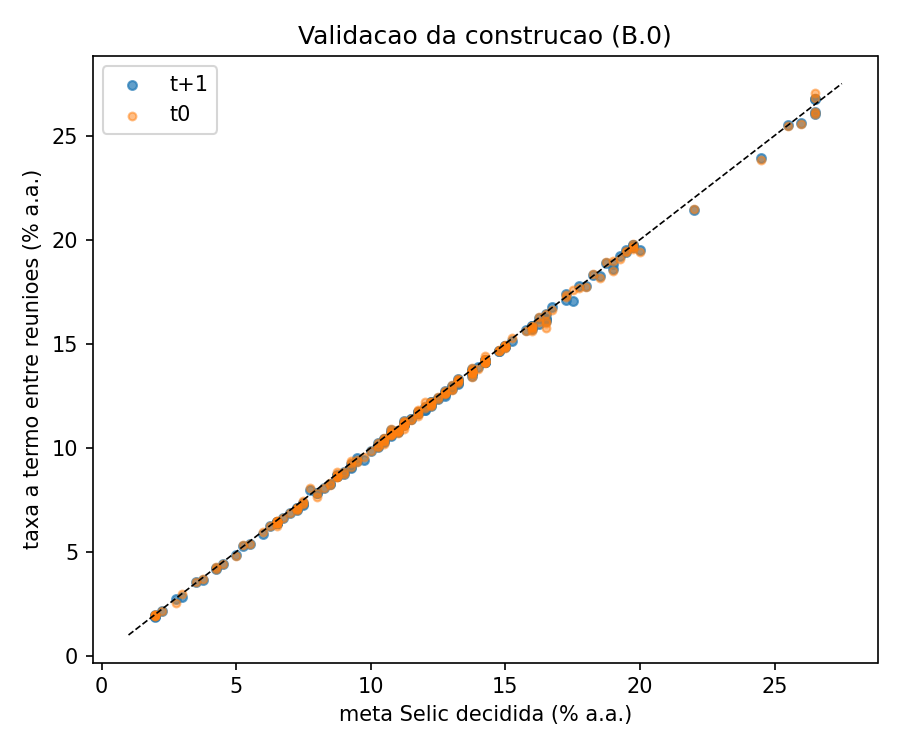 Validacao da construcao (B.0)
t+1
t0
taxa a termo entre reunioes (% a.a.)
25
20
15
10
5
0
0 5 10 15 20 25
meta Selic decidida (% a.a.)